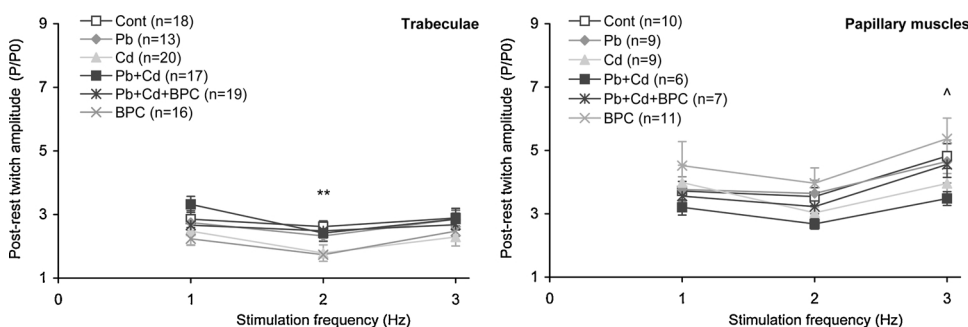 Trabeculae
Post-rest twitch amplitude (P/P0)
9
7
5
3
1
Cont (n=18)
Pb (n=13)
Cd (n=20)
Pb+Cd (n=17)
Pb+Cd+BPC (n=19)
BPC (n=16)
**
0
1
2
3
Stimulation frequency (Hz)
Papillary muscles
Post-rest twitch amplitude (P/P0)
9
7
5
3
1
Cont (n=10)
Pb (n=9)
Cd (n=9)
Pb+Cd (n=6)
Pb+Cd+BPC (n=7)
BPC (n=11)
^
0
1
2
3
Stimulation frequency (Hz)